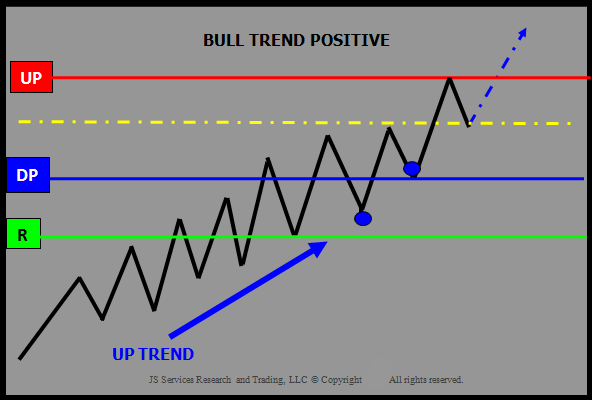 BULL TREND POSITIVE
UP
DP
R
UP TREND
JS Services Research and Trading, LLC © Copyright All rights reserved.